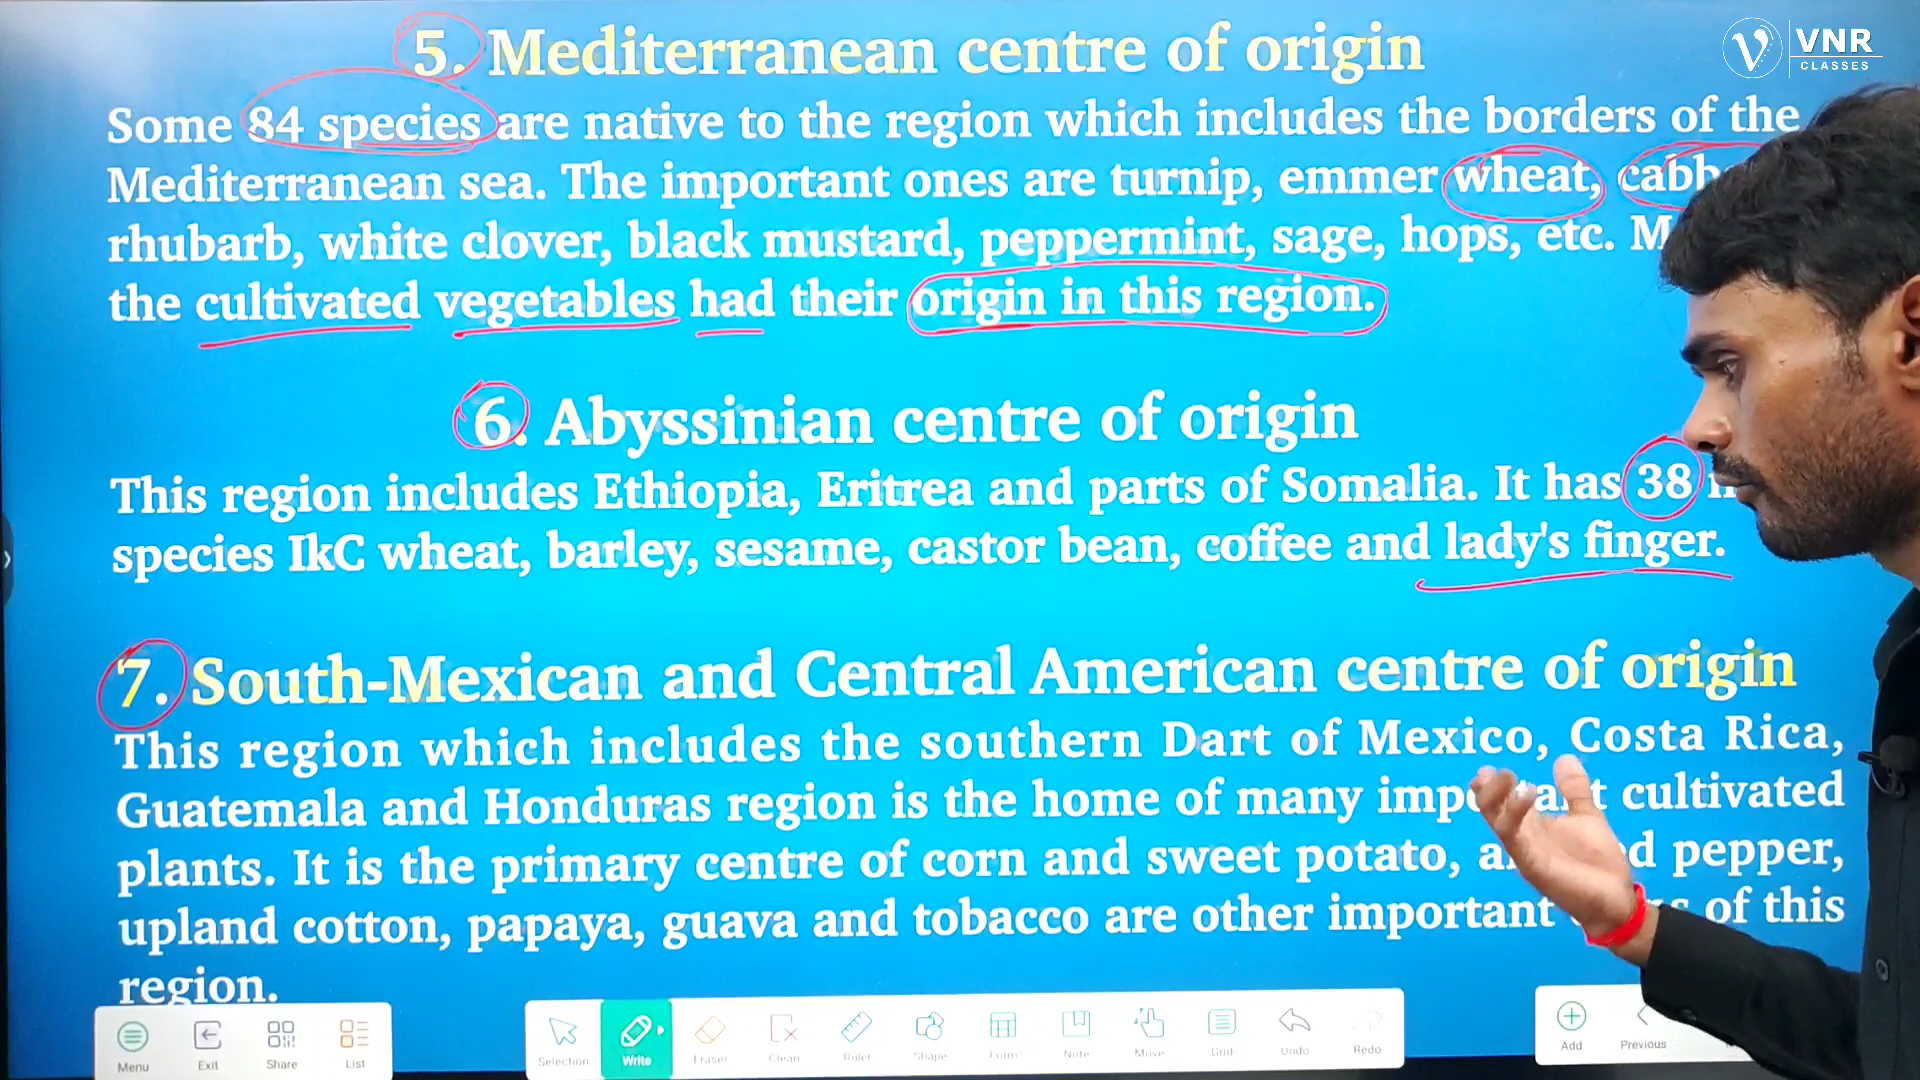 5. Mediterranean centre of origin
VNR
CLASSES
Some 84 species are native to the region which includes the borders of the
Mediterranean sea. The important ones are turnip, emmer wheat,
rhubarb, white clover, black mustard, peppermint, sage, hops, etc.
the cultivated vegetables had their origin in this region.
6. Abyssinian centre of origin
This region includes Ethiopia, Eritrea and parts of Somalia. It has 38
species IkC wheat, barley, sesame, castor bean, coffee and lady's finger.
7. South-Mexican and Central American centre of origin
This region which includes the southern Dart of Mexico, Costa Rica,
Guatemala and Honduras region is the home of many cultivated
plants. It is the primary centre of corn and sweet potato, pepper,
upland cotton, papaya, guava and tobacco are other important of this
region.
Menu Exit Share List Selection Write Eraser Clean Ruler Shape Form Note Move Grid Undo Redo Add Previous